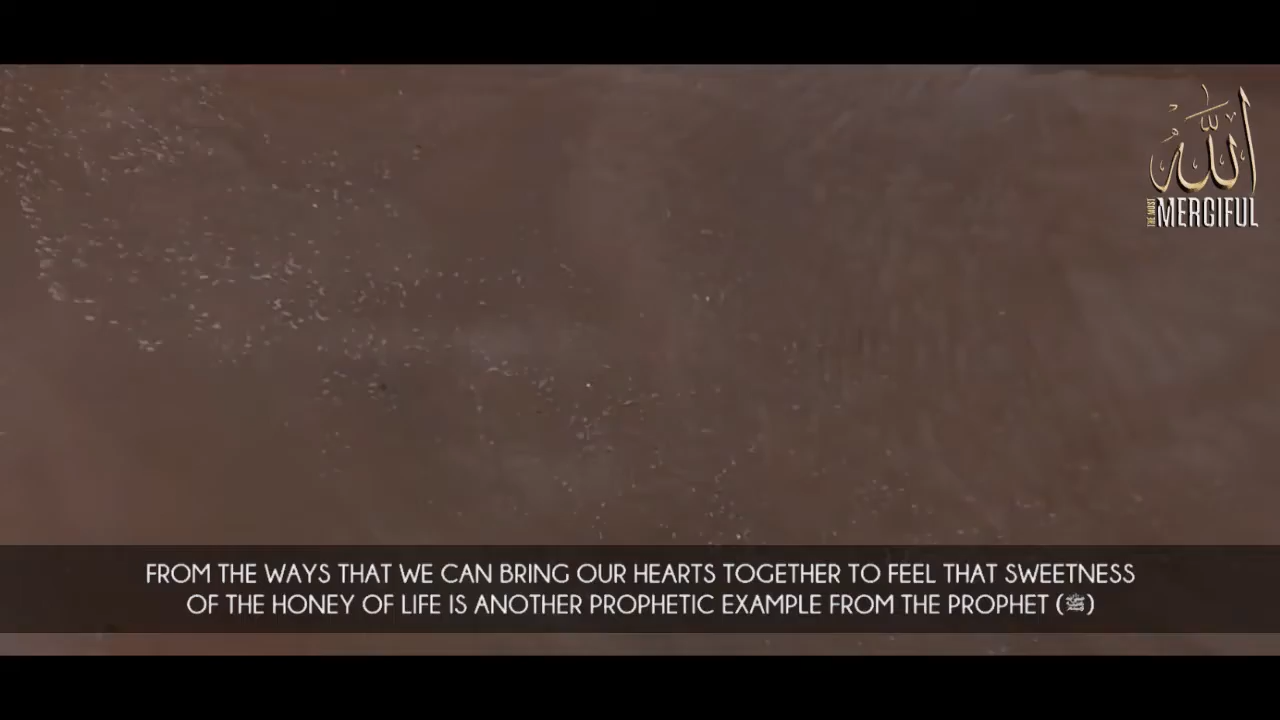 الله
THE MOST
MERCIFUL
FROM THE WAYS THAT WE CAN BRING OUR HEARTS TOGETHER TO FEEL THAT SWEETNESS
OF THE HONEY OF LIFE IS ANOTHER PROPHETIC EXAMPLE FROM THE PROPHET (ﷺ)